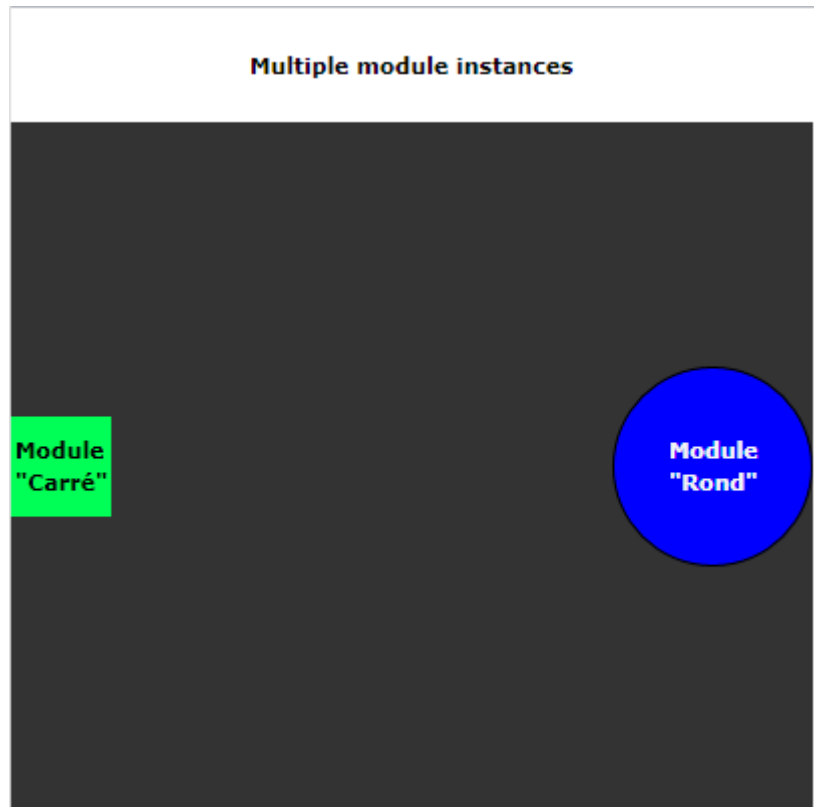 Multiple module instances
Module
"Carré"
Module
"Rond"